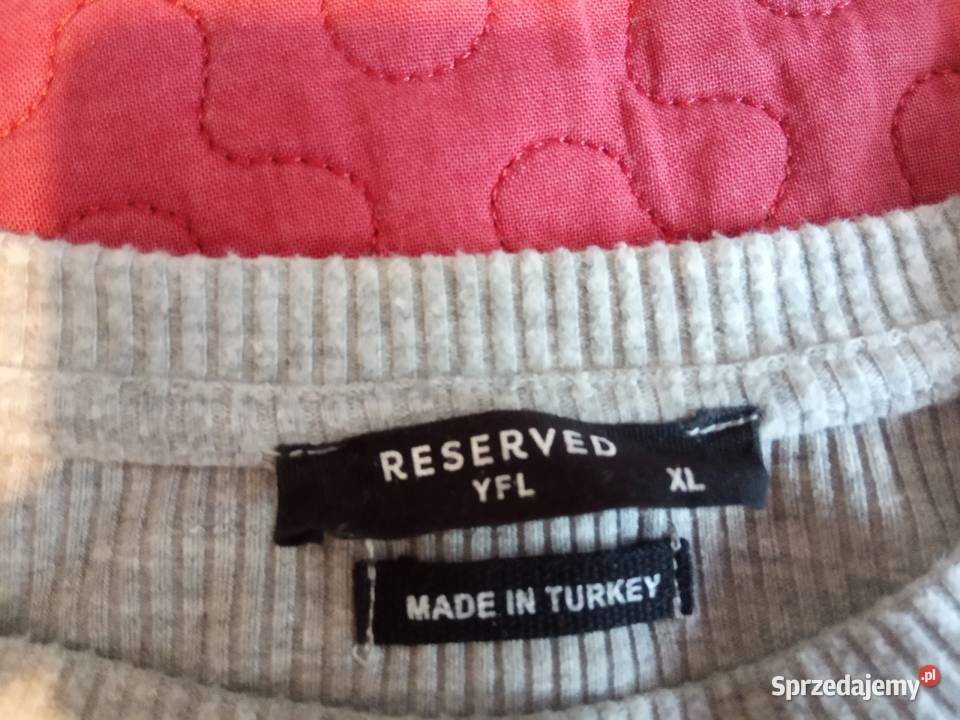 RESERVED
YFL XL
MADE IN TURKEY
Sprzedajemy.pl